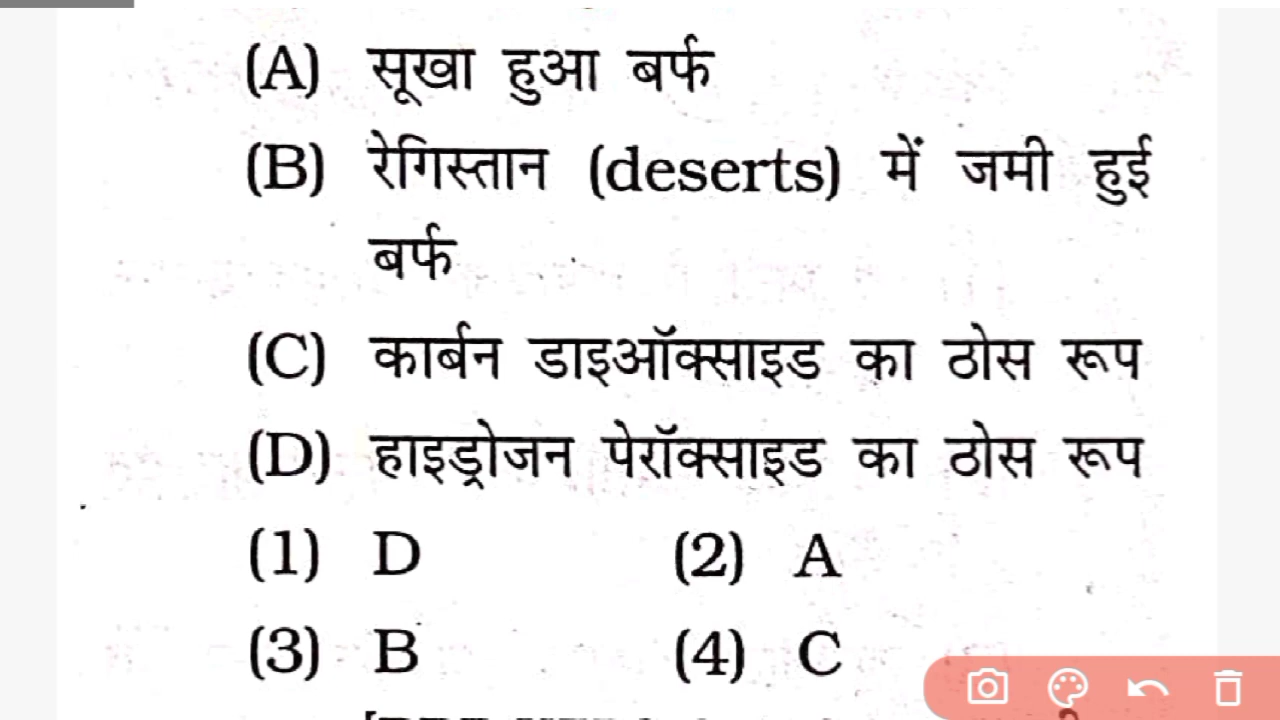 (A) सूखा हुआ बर्फ
(B) रेगिस्तान (deserts) में जमी हुई
बर्फ
(C) कार्बन डाइऑक्साइड का ठोस रूप
(D) हाइड्रोजन पेरॉक्साइड का ठोस रूप
(1) D (2) A
(3) B (4) C